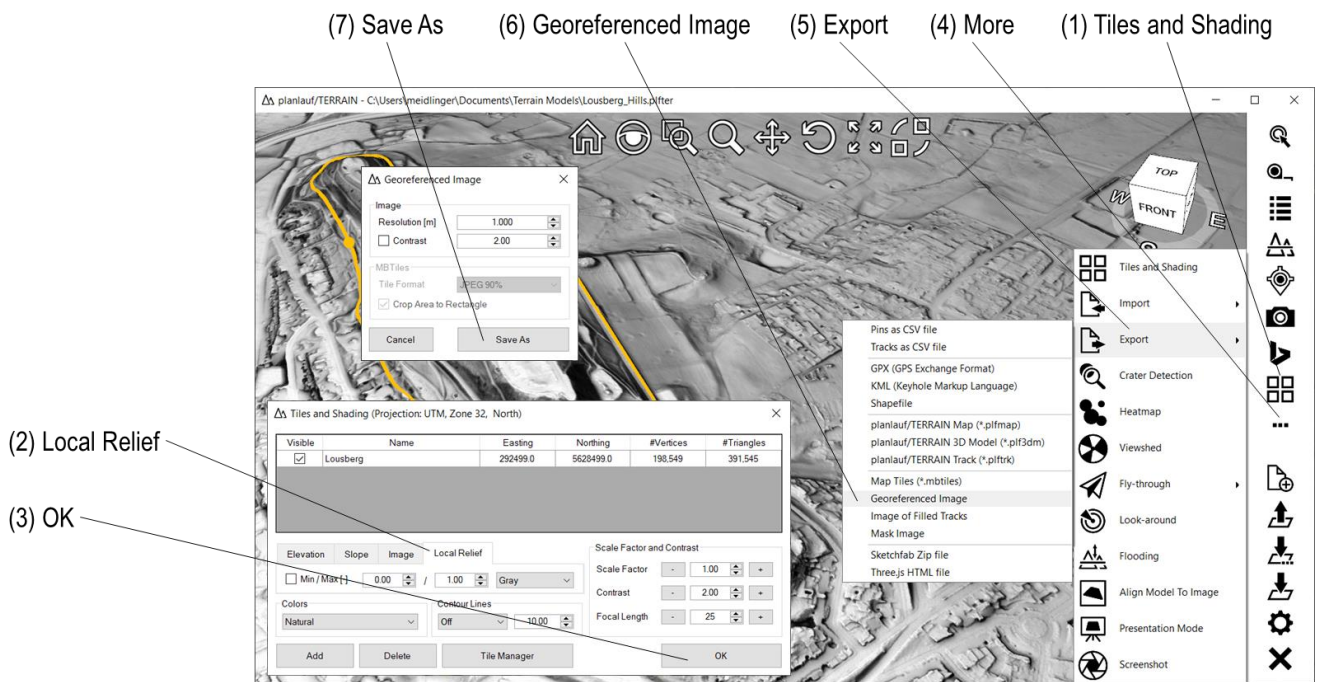 (7) Save As
(6) Georeferenced Image
(5) Export
(4) More
(1) Tiles and Shading
planlauf/TERRAIN - C:\Users\meidlinger\Documents\Terrain Models\Lousberg_Hills.plfter
TOP
FRONT
W
E
Georeferenced Image
Image
Resolution [m] 1.000
Contrast 2.00
MBTiles
Tile Format JPEG 90%
Crop Area to Rectangle
Cancel Save As
Tiles and Shading
Import
Export
Crater Detection
Heatmap
Viewshed
Fly-through
Look-around
Flooding
Align Model To Image
Presentation Mode
Screenshot
Pins as CSV file
Tracks as CSV file
GPX (GPS Exchange Format)
KML (Keyhole Markup Language)
Shapefile
planlauf/TERRAIN Map (*.plfmap)
planlauf/TERRAIN 3D Model (*.plf3dm)
planlauf/TERRAIN Track (*.plftrk)
Map Tiles (*.mbtiles)
Georeferenced Image
Image of Filled Tracks
Mask Image
Sketchfab Zip file
Three.js HTML file
(2) Local Relief
(3) OK
Tiles and Shading (Projection: UTM, Zone 32, North)
Visible Name Easting Northing #Vertices #Triangles
Lousberg 292499.0 5628499.0 198,549 391,545
Elevation Slope Image Local Relief
Min / Max [-] 0.00 / 1.00 Gray
Colors
Natural
Contour Lines
Off 10.00
Scale Factor and Contrast
Scale Factor - 1.00 +
Contrast - 2.00 +
Focal Length - 25 +
Add Delete Tile Manager OK